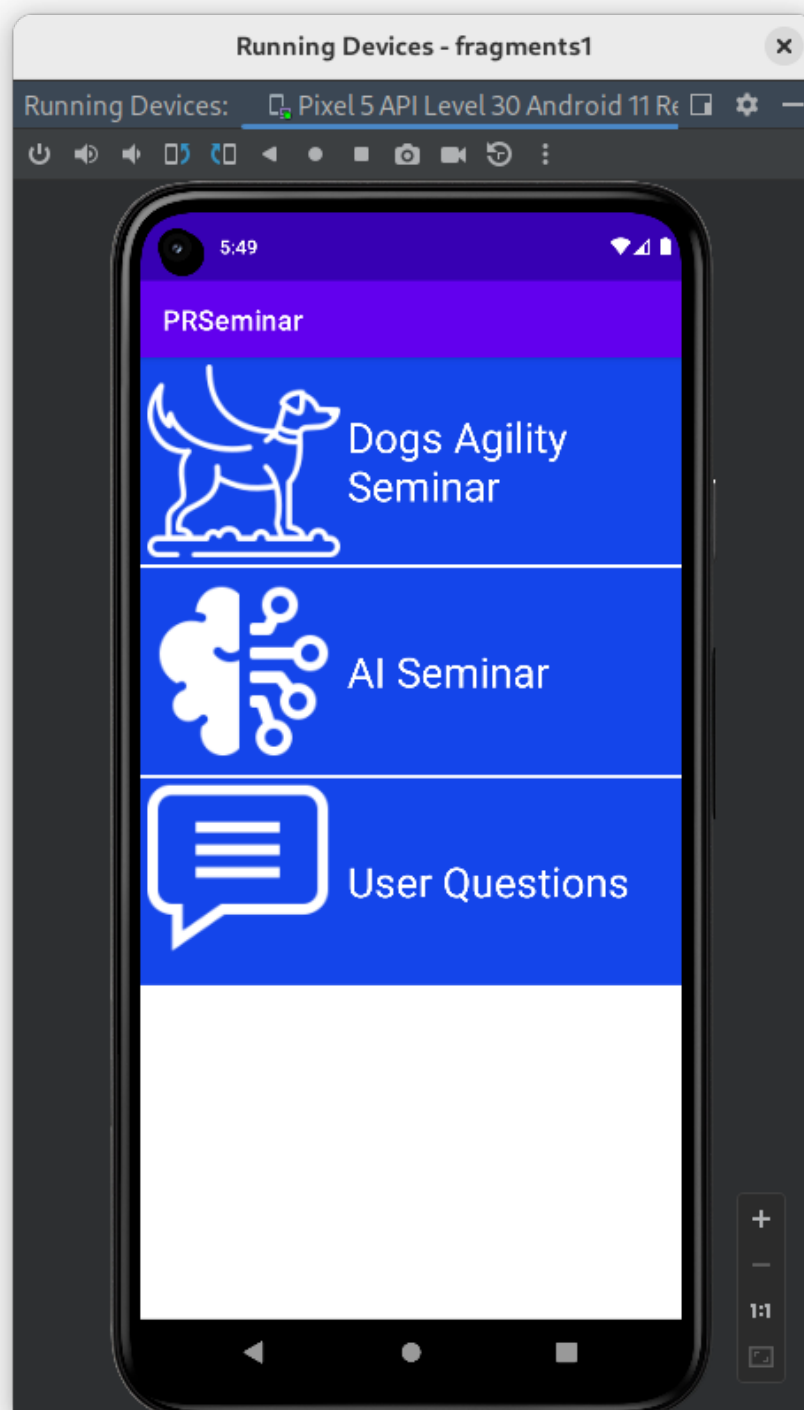 Running Devices - fragments1
Running Devices:
Pixel 5 API Level 30 Android 11 Re
5:49
PRSeminar
Dogs Agility
Seminar
AI Seminar
User Questions
1:1